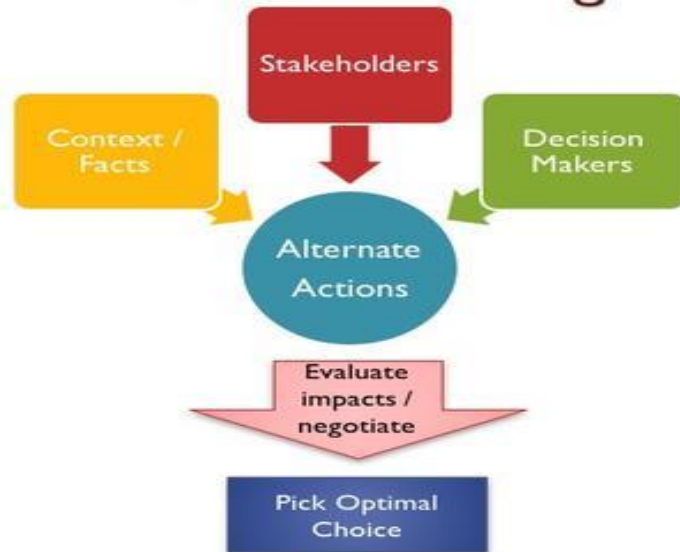 Stakeholders
Context /
Facts
Decision
Makers
Alternate
Actions
Evaluate
impacts /
negotiate
Pick Optimal
Choice